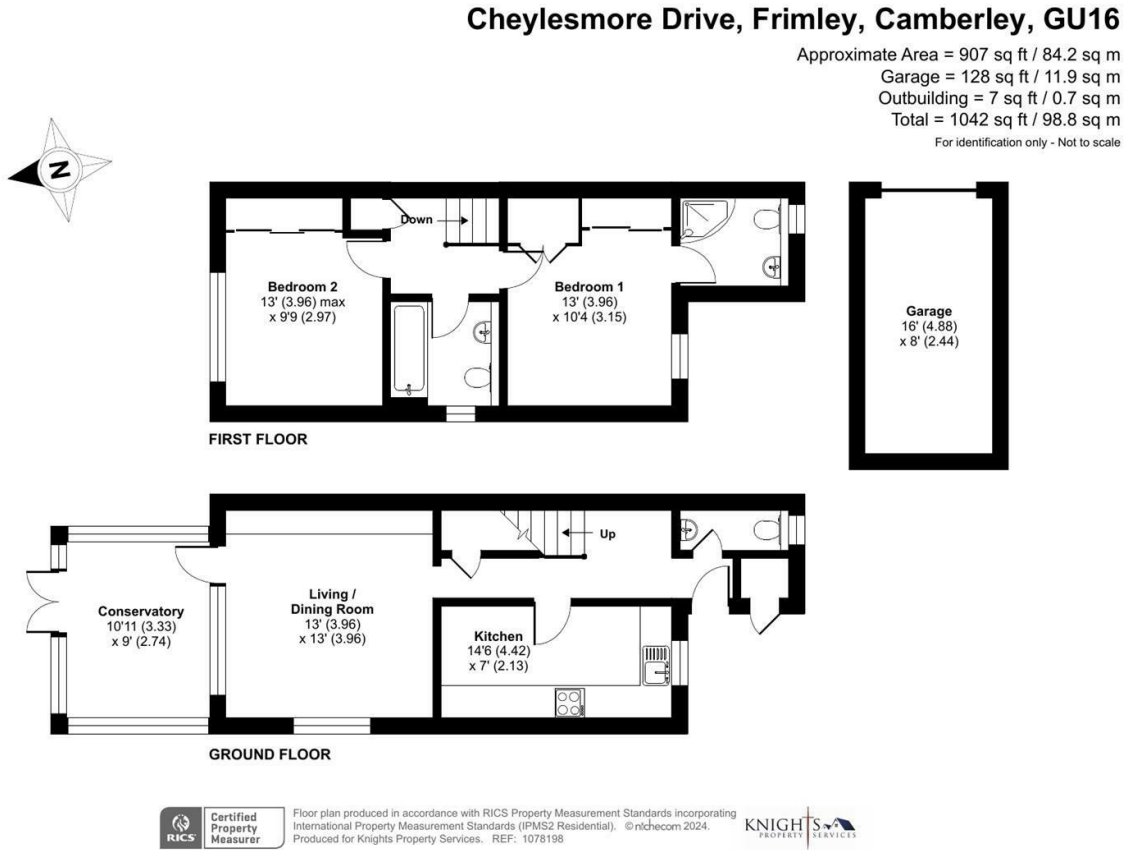 Cheylesmore Drive, Frimley, Camberley, GU16
Approximate Area = 907 sq ft / 84.2 sq m
Garage = 128 sq ft / 11.9 sq m
Outbuilding = 7 sq ft / 0.7 sq m
Total = 1042 sq ft / 98.8 sq m
For identification only - Not to scale
N
Down
Bedroom 2
13' (3.96) max
x 9'9 (2.97)
Bedroom 1
13' (3.96)
x 10'4 (3.15)
Garage
16' (4.88)
x 8' (2.44)
FIRST FLOOR
Up
Conservatory
10'11 (3.33)
x 9' (2.74)
Living /
Dining Room
13' (3.96)
x 13' (3.96)
Kitchen
14'6 (4.42)
x 7' (2.13)
GROUND FLOOR
RICS
Certified
Property
Measurer
Floor plan produced in accordance with RICS Property Measurement Standards incorporating
International Property Measurement Standards (IPMS2 Residential). © nichecom 2024.
Produced for Knights Property Services. REF: 1078198
KNIGHTS
PROPERTY SERVICES